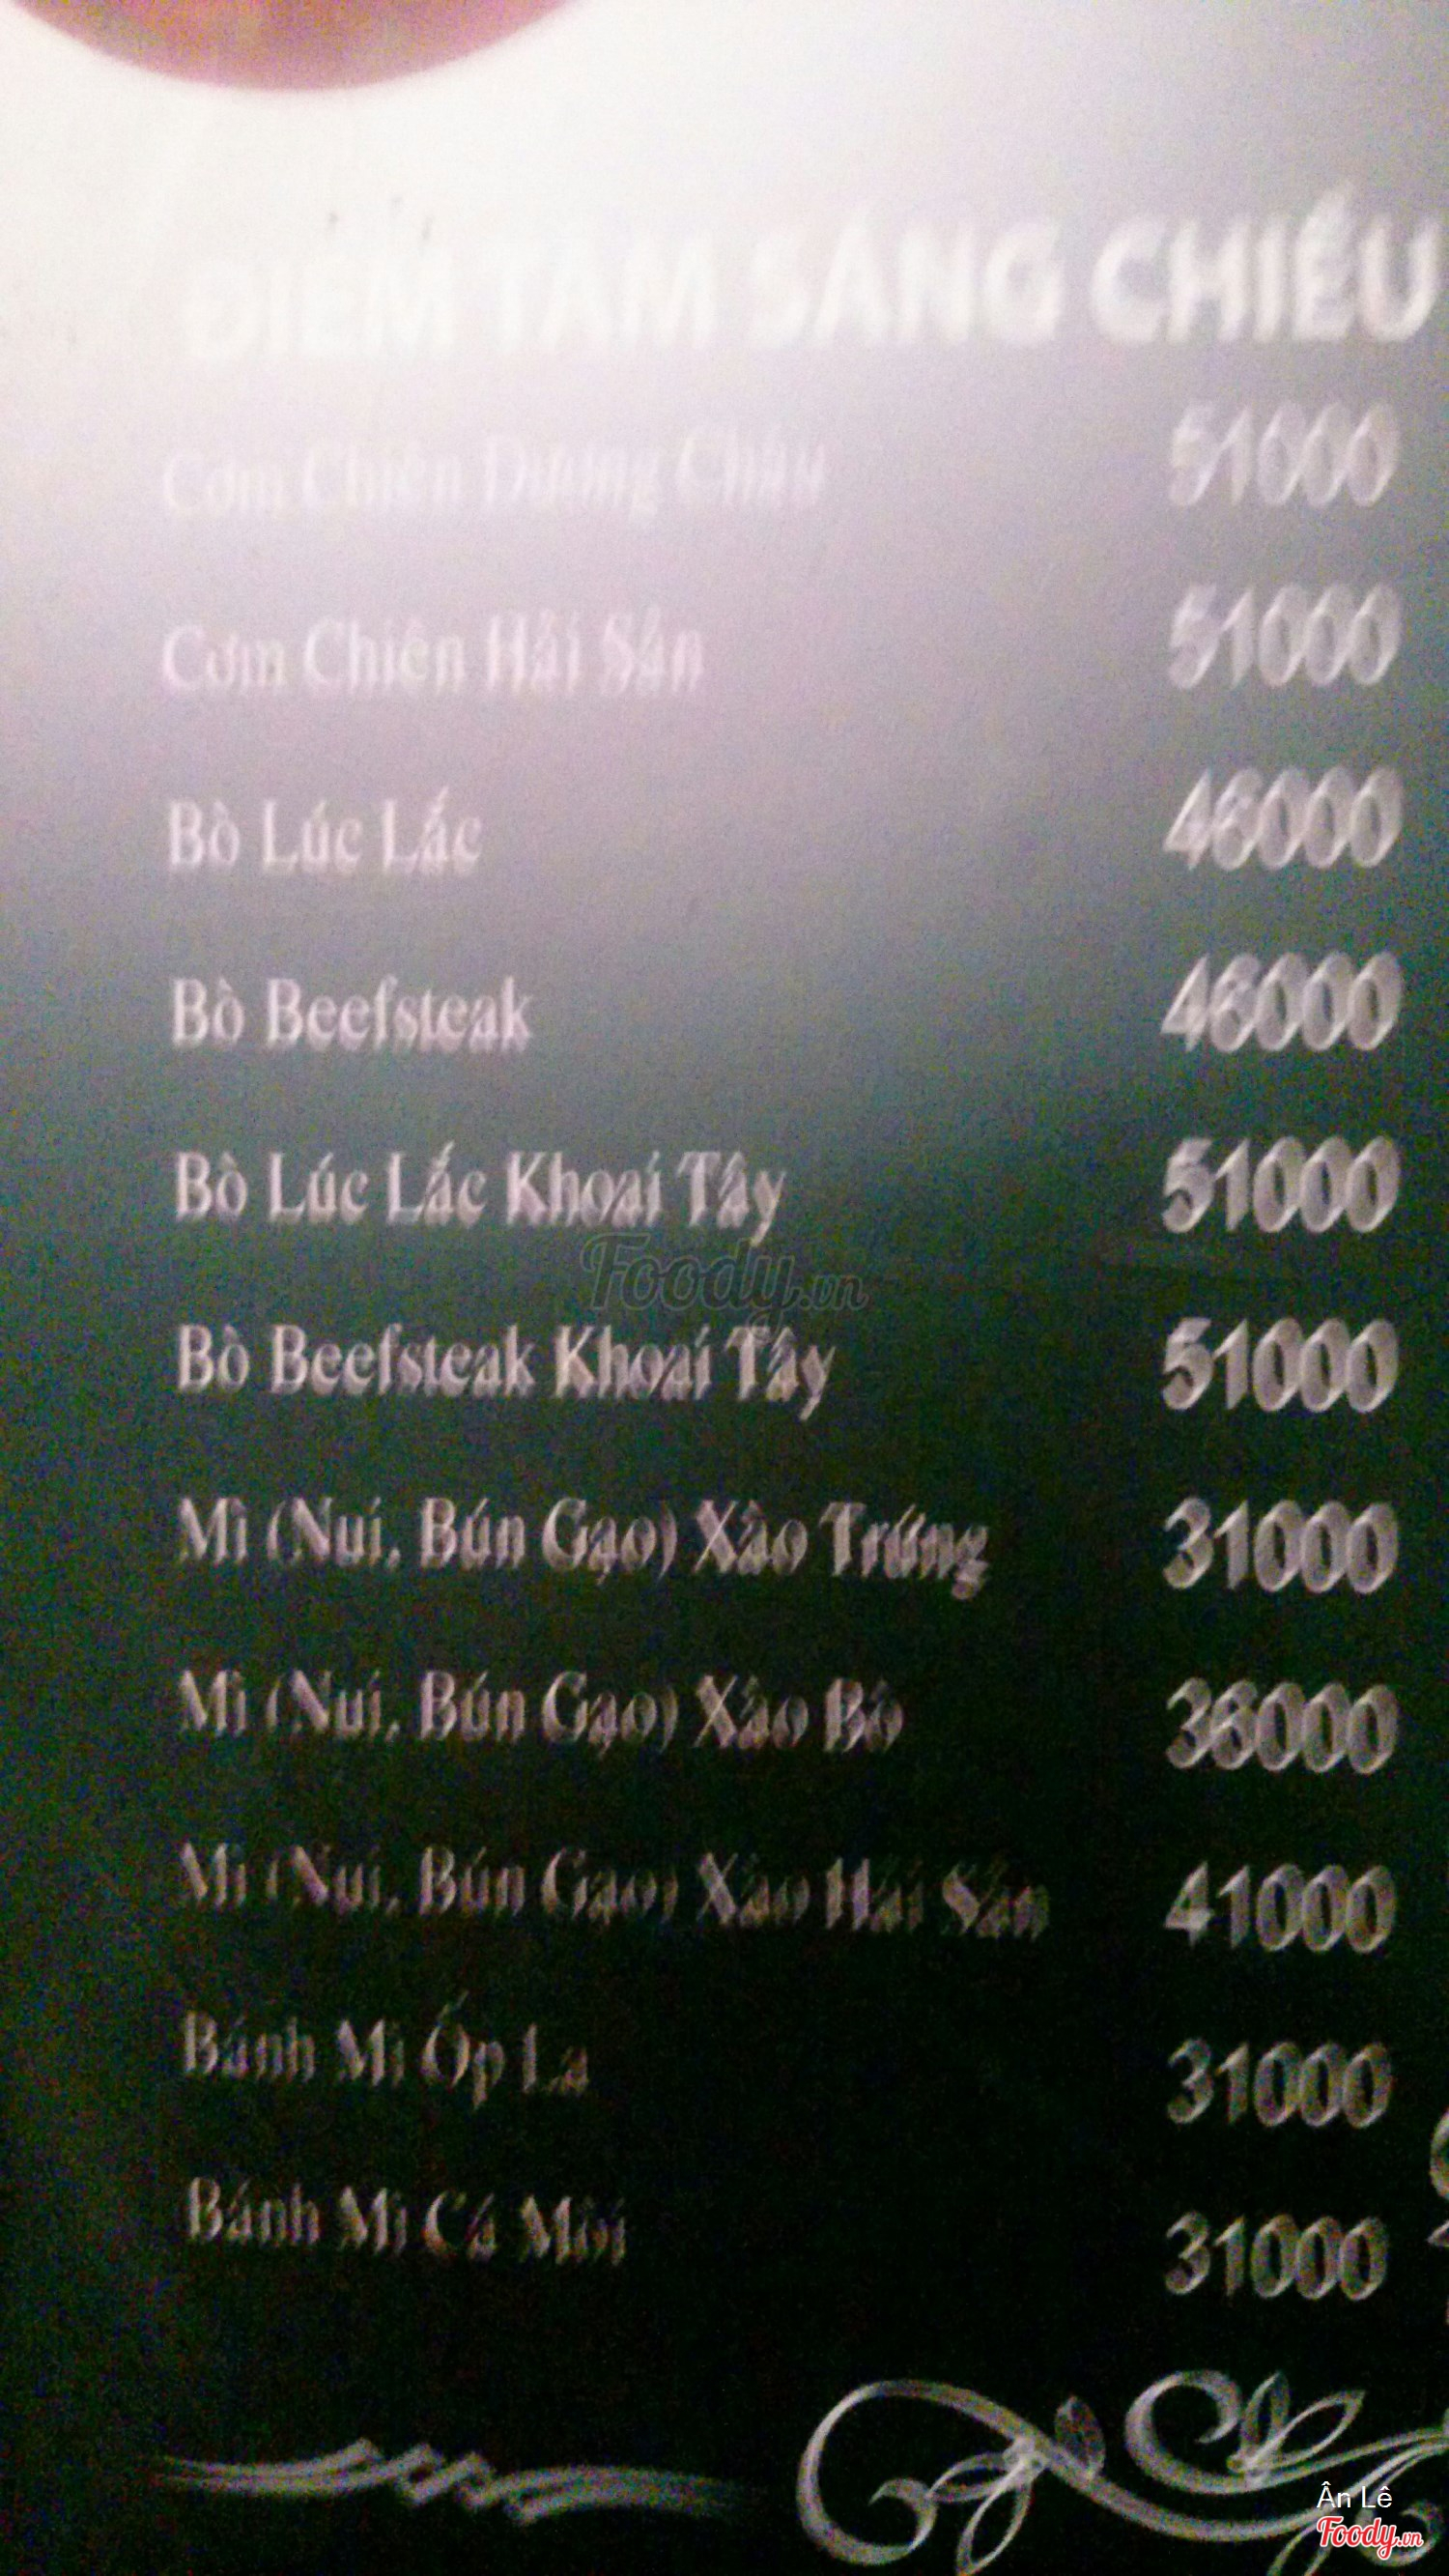 ĐIỂM TÂM SÁNG CHIỀU
Cơm Chiên Dương Châu 51000
Cơm Chiên Hải Sản 51000
Bò Lúc Lắc 46000
Bò Beefsteak 46000
Bò Lúc Lắc Khoai Tây 51000
Foody.vn
Bò Beefsteak Khoai Tây 51000
Mì (Nui, Bún Gạo) Xào Trứng 31000
Mì (Nui, Bún Gạo) Xào Bò 36000
Mì (Nui, Bún Gạo) Xào Hải Sản 41000
Bánh Mì Ốp La 31000
Bánh Mì Cá Mòi 31000
Ân Lê
Foody.vn